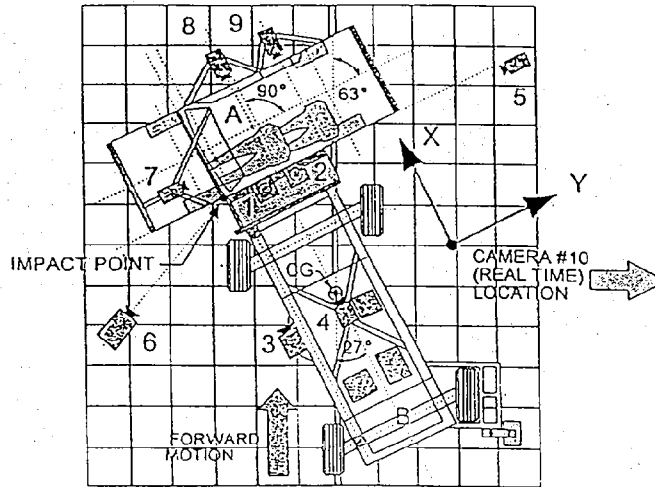 8
9
5
A
90°
63°
X
7
1
2
Y
IMPACT POINT
CG
CAMERA #10
(REAL TIME)
LOCATION
6
3
4
27°
B
FORWARD
MOTION